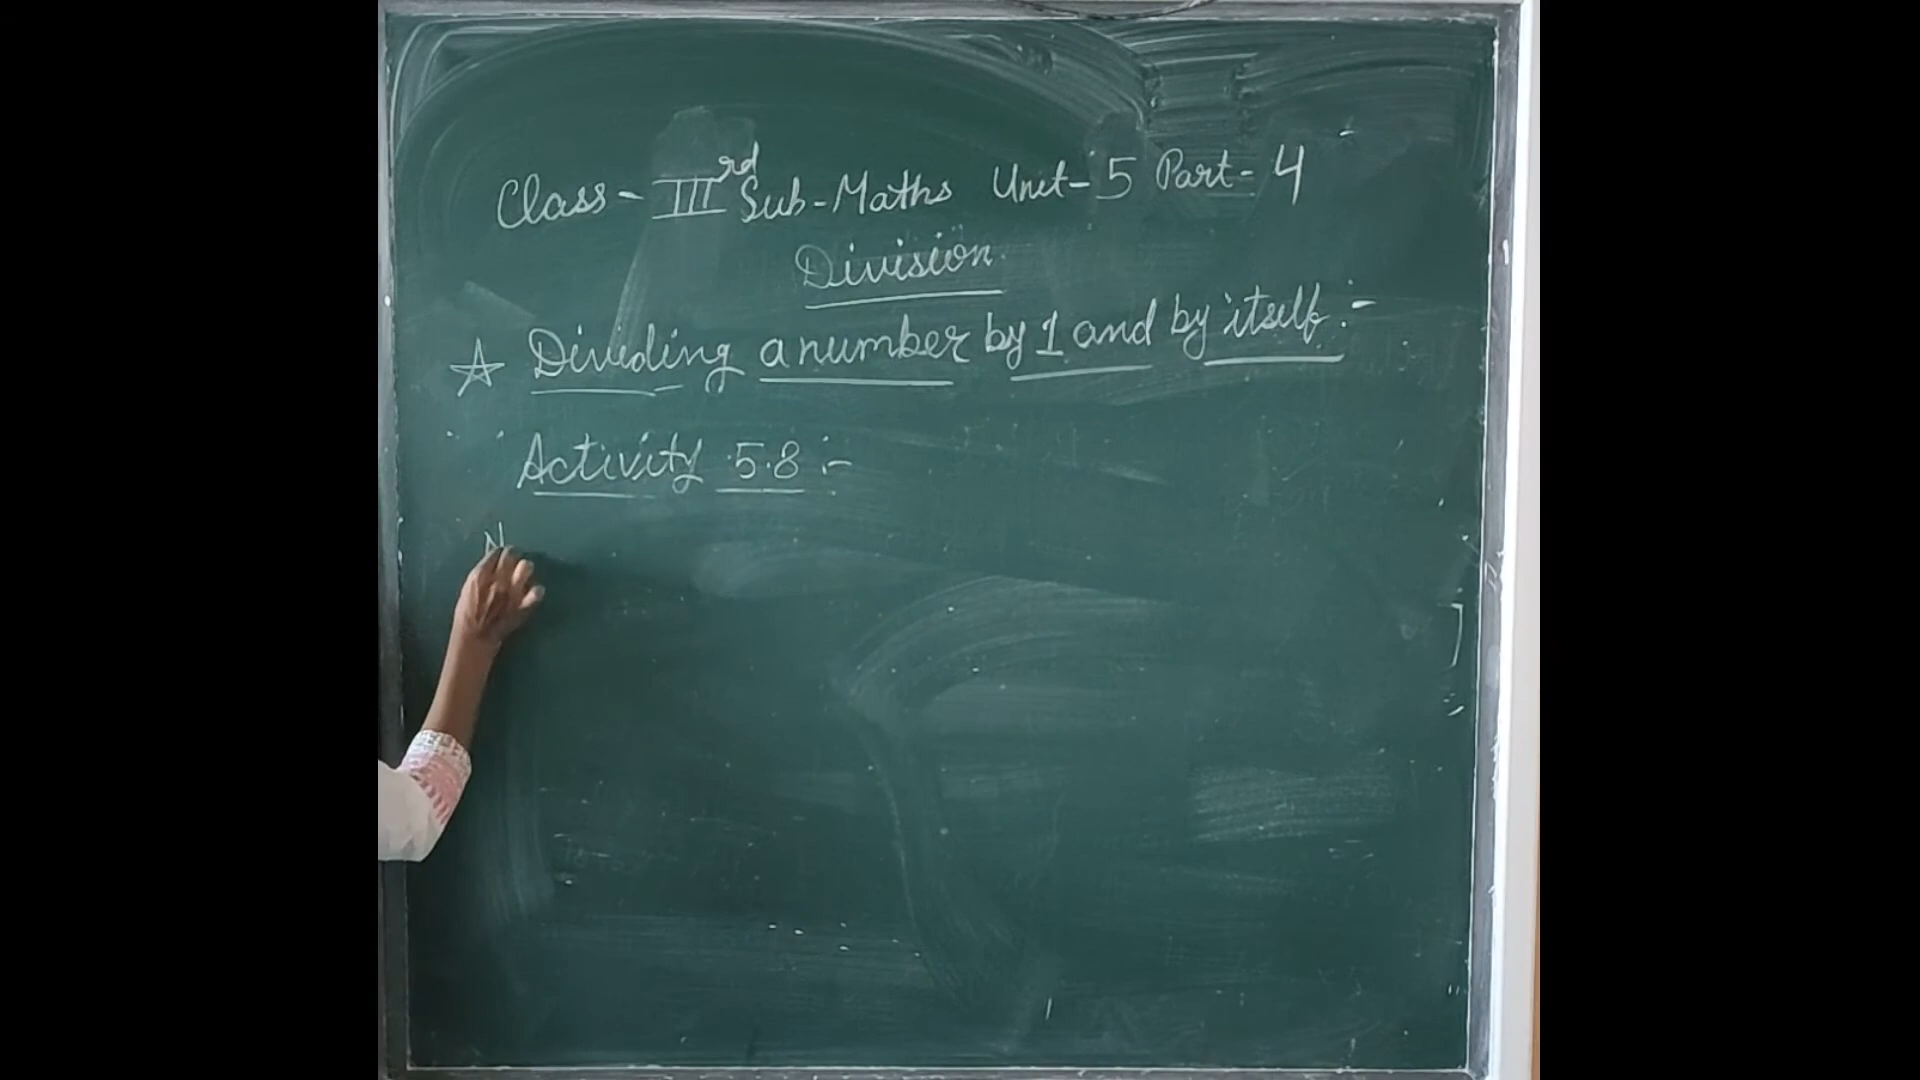 Class - III rd Sub - Maths Unit - 5 Part - 4
Division
☆ Dividing a number by 1 and by itself :-
Activity 5.8 :-
N